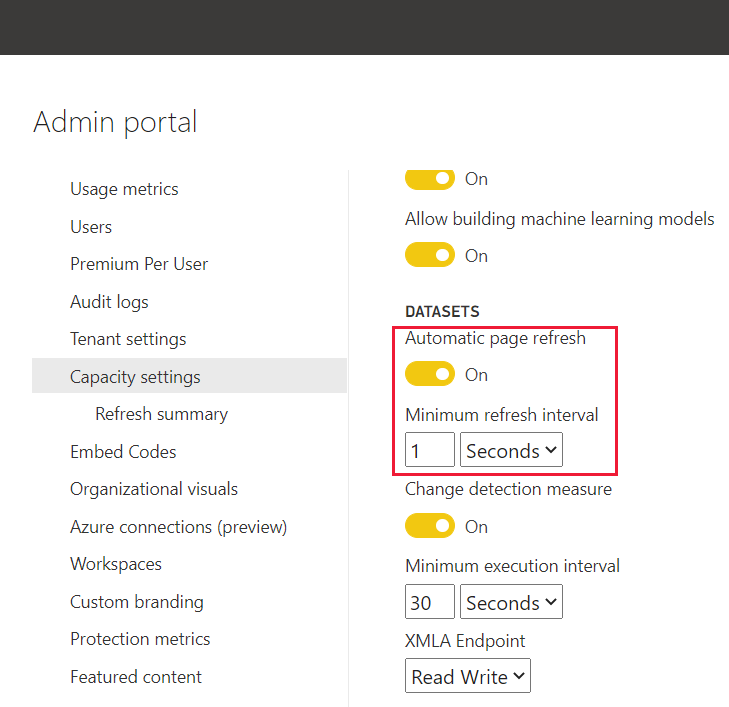 Admin portal
Usage metrics
Users
Premium Per User
Audit logs
Tenant settings
Capacity settings
Refresh summary
Embed Codes
Organizational visuals
Azure connections (preview)
Workspaces
Custom branding
Protection metrics
Featured content
On
Allow building machine learning models
On
DATASETS
Automatic page refresh
On
Minimum refresh interval
1 Seconds
Change detection measure
On
Minimum execution interval
30 Seconds
XMLA Endpoint
Read Write